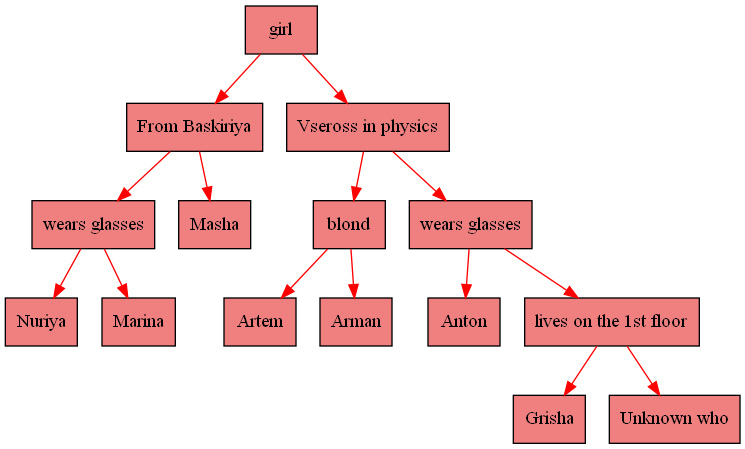 girl
From Baskiriya
Vseross in physics
wears glasses
Masha
blond
wears glasses
Nuriya
Marina
Artem
Arman
Anton
lives on the 1st floor
Grisha
Unknown who